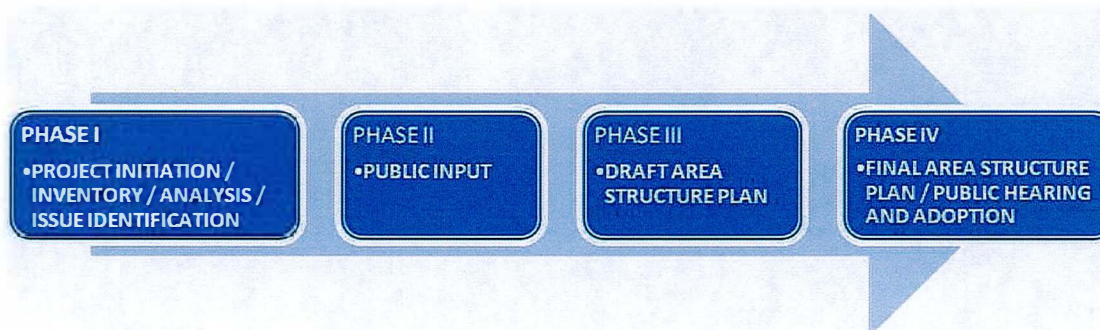 PHASE I
•PROJECT INITIATION /
INVENTORY / ANALYSIS /
ISSUE IDENTIFICATION
PHASE II
•PUBLIC INPUT
PHASE III
•DRAFT AREA
STRUCTURE PLAN
PHASE IV
•FINAL AREA STRUCTURE
PLAN / PUBLIC HEARING
AND ADOPTION